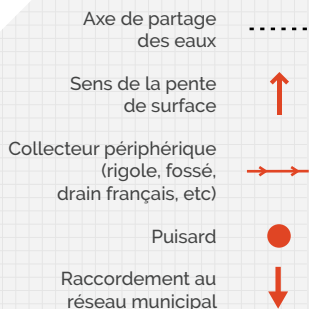 Axe de partage
des eaux
Sens de la pente
de surface
Collecteur périphérique
(rigole, fossé,
drain français, etc)
Puisard
Raccordement au
réseau municipal